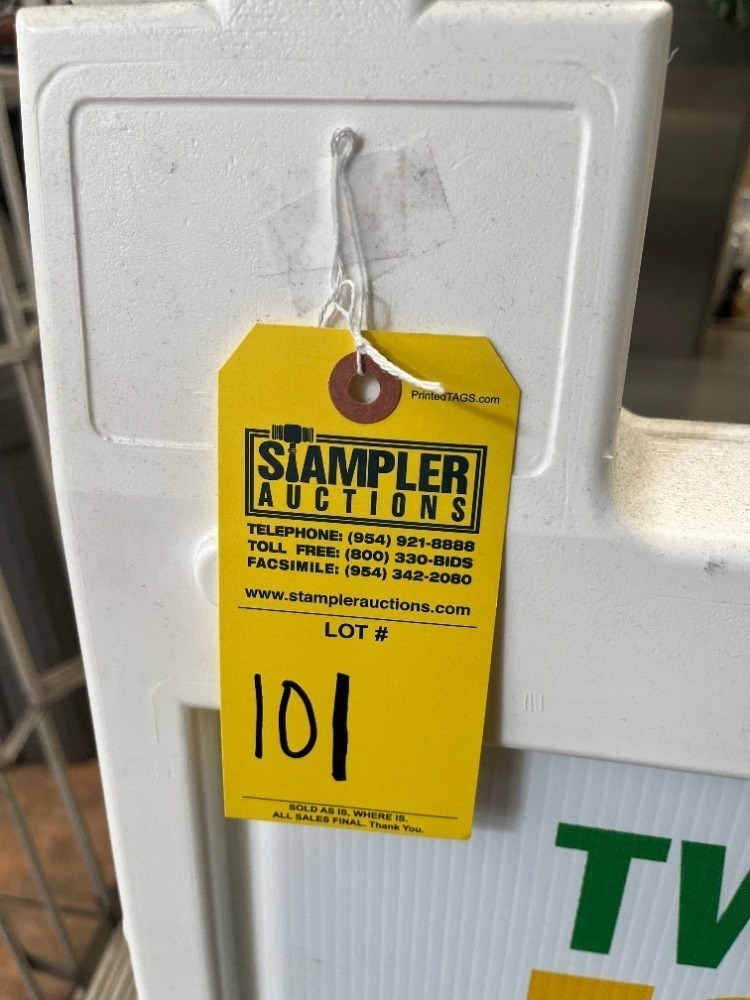 PrintedTAGS.com
STAMPLER
AUCTIONS
TELEPHONE: (954) 921-8888
TOLL FREE: (800) 330-BIDS
FACSIMILE: (954) 342-2080
www.stamplerauctions.com
LOT #
101
SOLD AS IS, WHERE IS.
ALL SALES FINAL. Thank You.